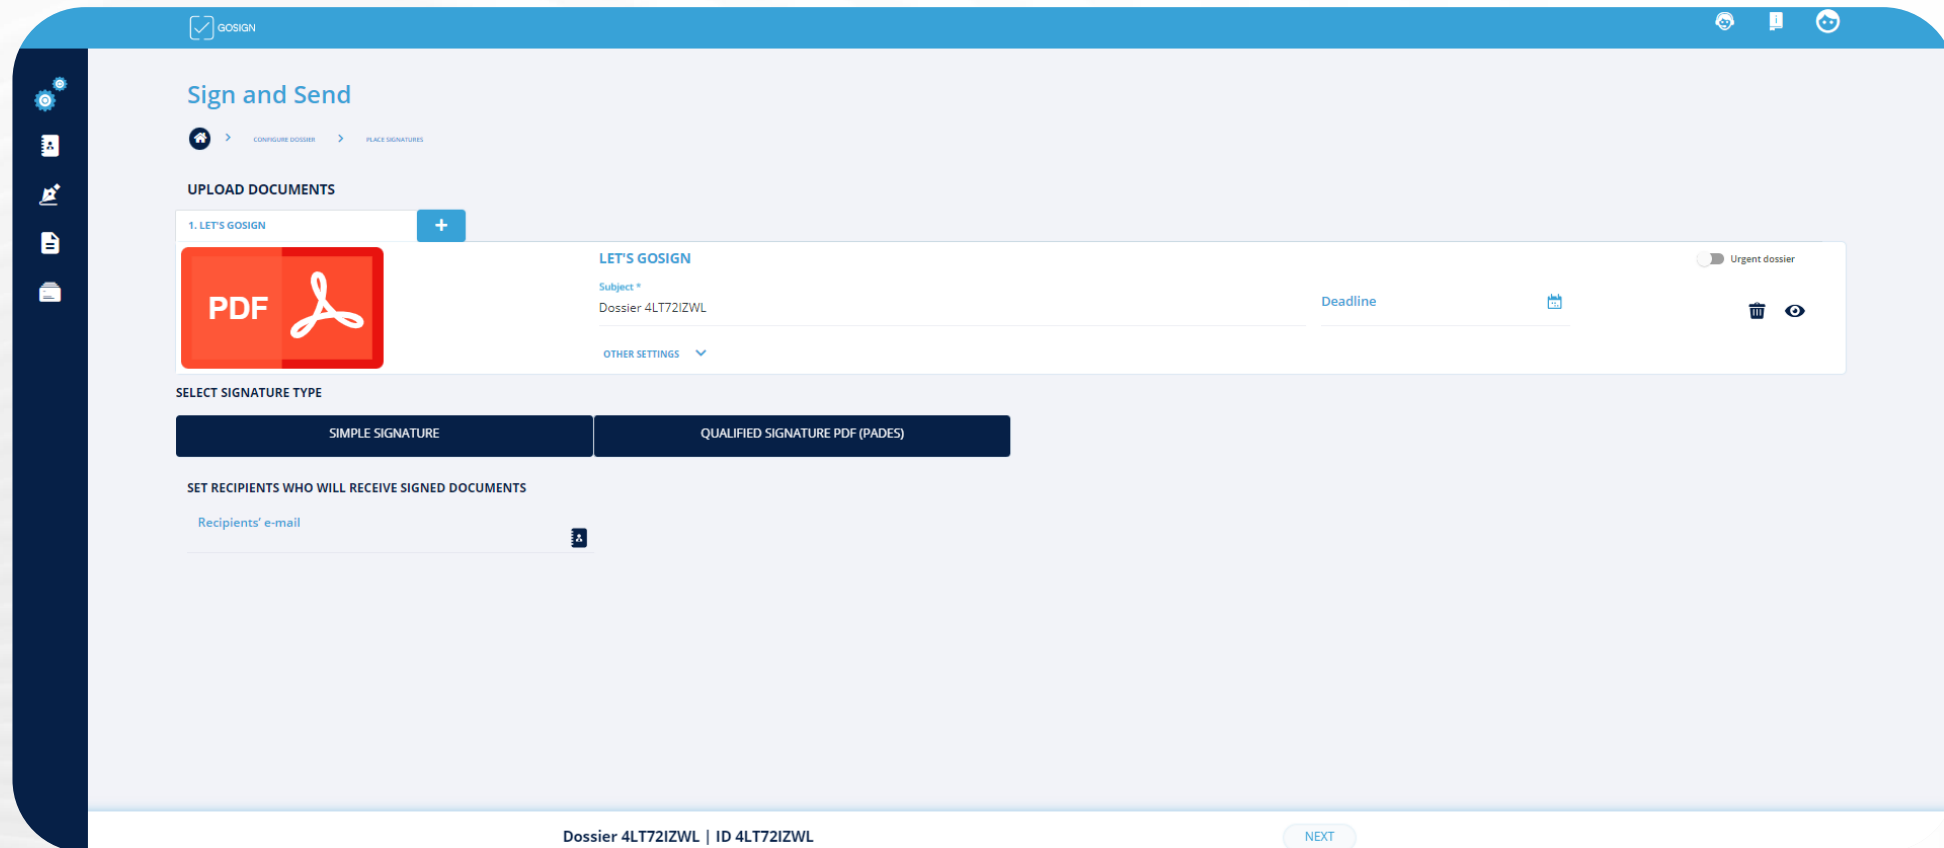 GOSIGN
Sign and Send
CONFIGURE DOSSIER
PLACE SIGNATURES
UPLOAD DOCUMENTS
1. LET'S GOSIGN
+
PDF
LET'S GOSIGN
Urgent dossier
Subject *
Dossier 4LT72IZWL
Deadline
OTHER SETTINGS
SELECT SIGNATURE TYPE
SIMPLE SIGNATURE
QUALIFIED SIGNATURE PDF (PADES)
SET RECIPIENTS WHO WILL RECEIVE SIGNED DOCUMENTS
Recipients' e-mail
Dossier 4LT72IZWL | ID 4LT72IZWL
NEXT